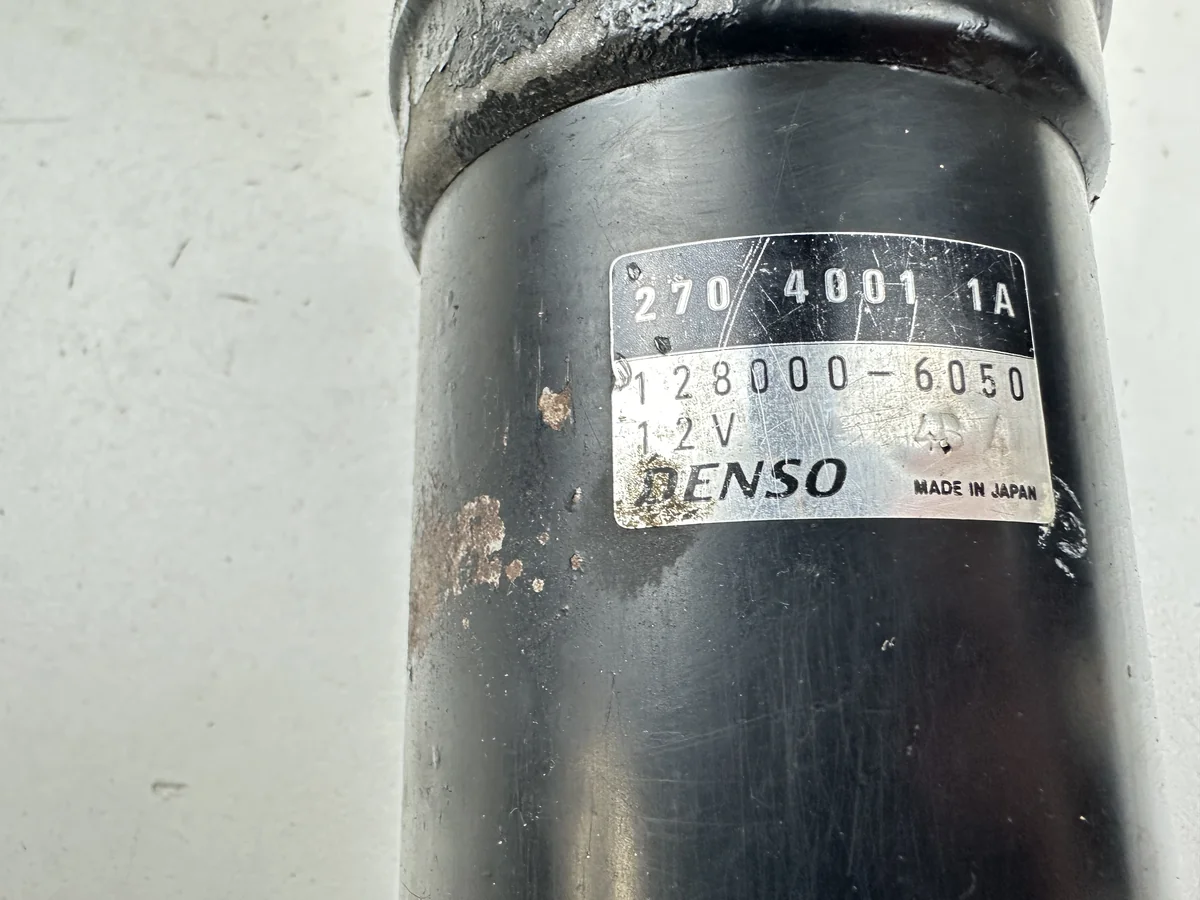 270 4001 1A
128000-6050
12V
DENSO
MADE IN JAPAN